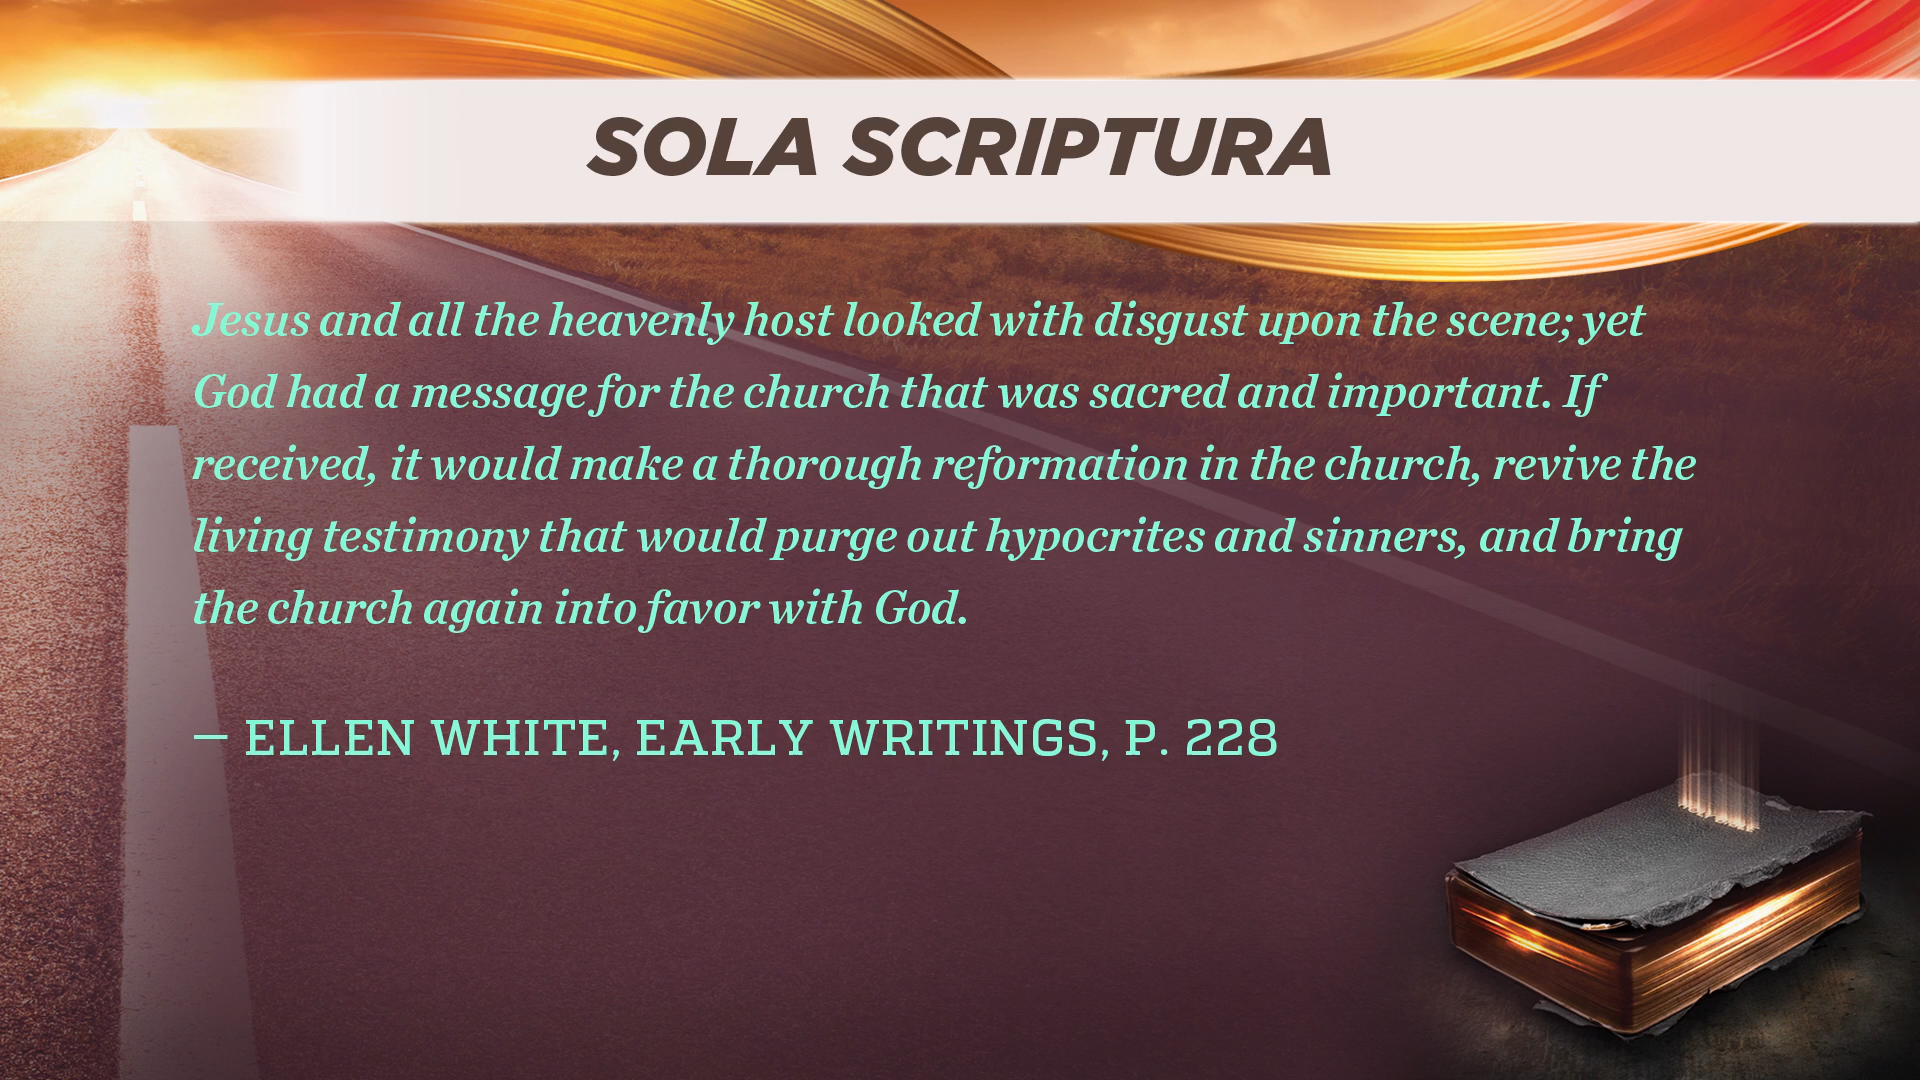 SOLA SCRIPTURA
Jesus and all the heavenly host looked with disgust upon the scene; yet
God had a message for the church that was sacred and important. If
received, it would make a thorough reformation in the church, revive the
living testimony that would purge out hypocrites and sinners, and bring
the church again into favor with God.
— ELLEN WHITE, EARLY WRITINGS, P. 228